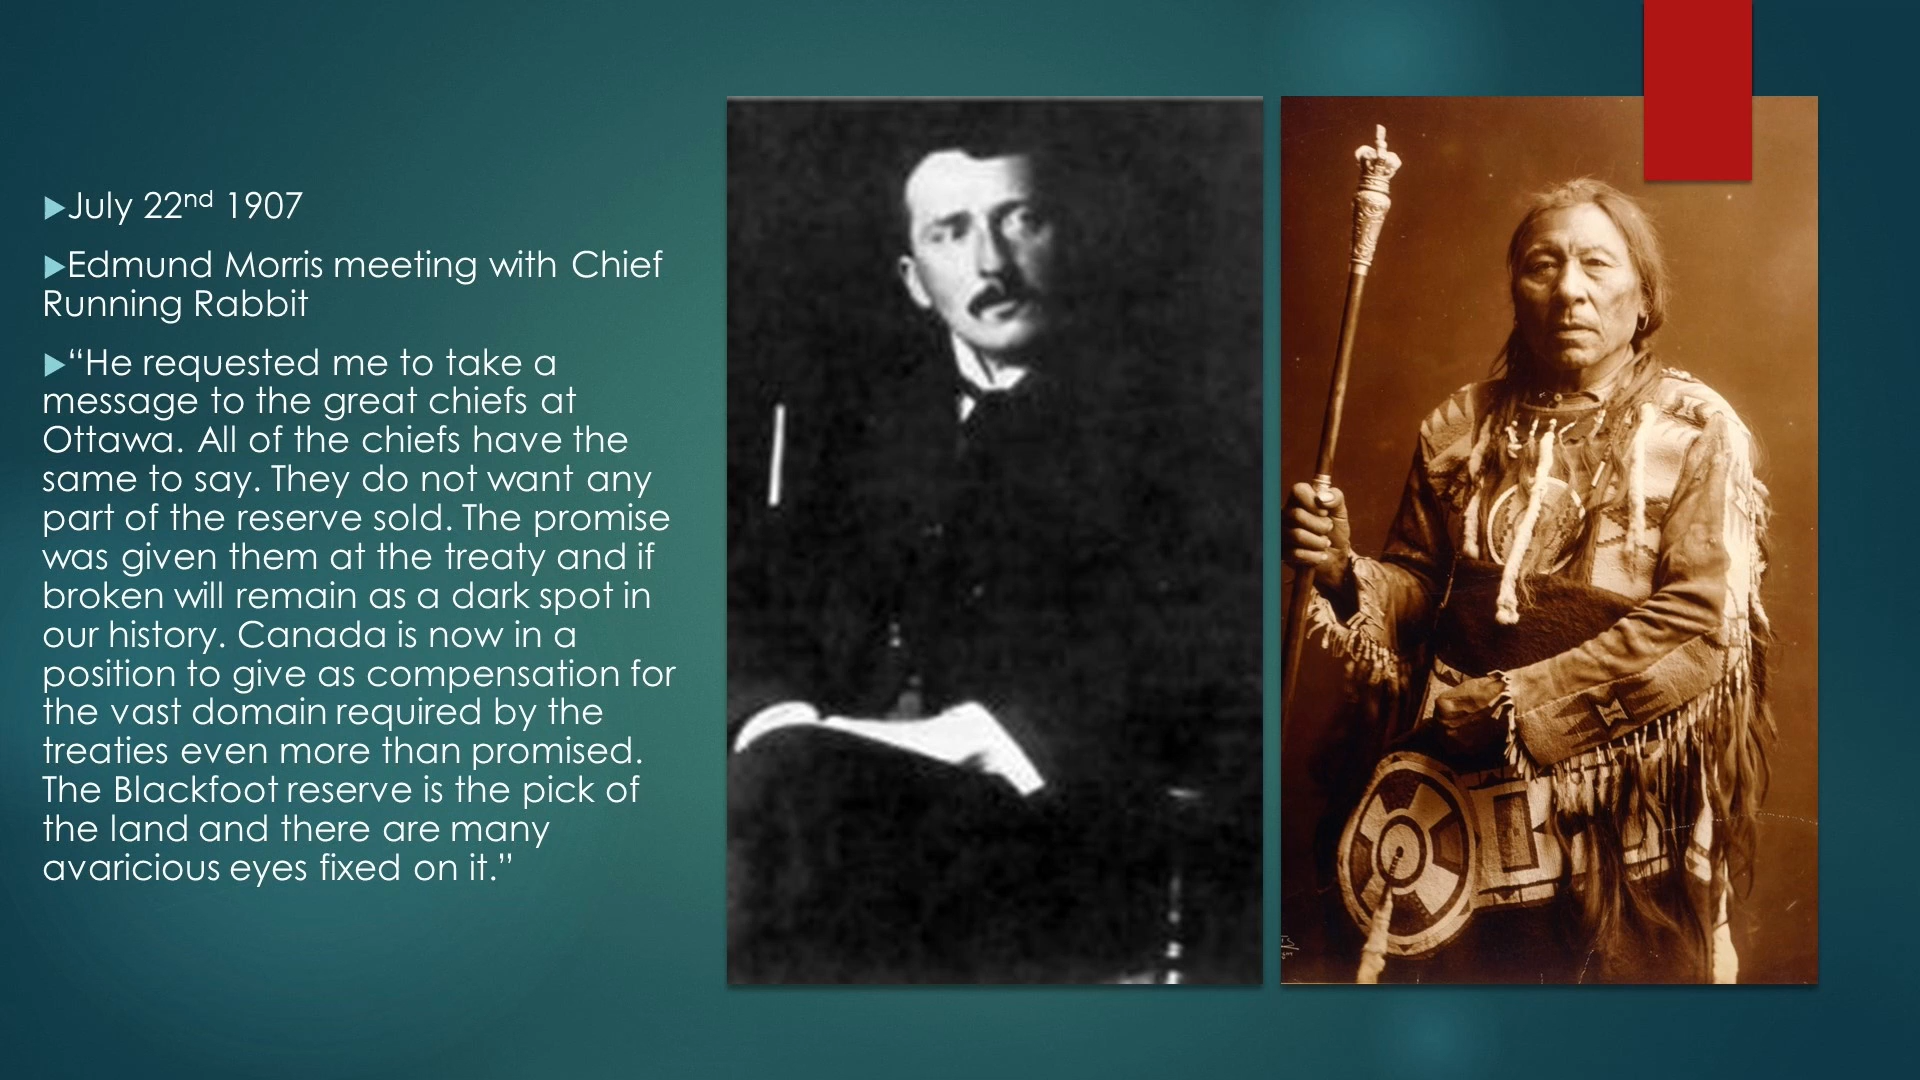 July 22nd 1907
Edmund Morris meeting with Chief
Running Rabbit
“He requested me to take a
message to the great chiefs at
Ottawa. All of the chiefs have the
same to say. They do not want any
part of the reserve sold. The promise
was given them at the treaty and if
broken will remain as a dark spot in
our history. Canada is now in a
position to give as compensation for
the vast domain required by the
treaties even more than promised.
The Blackfoot reserve is the pick of
the land and there are many
avaricious eyes fixed on it.”